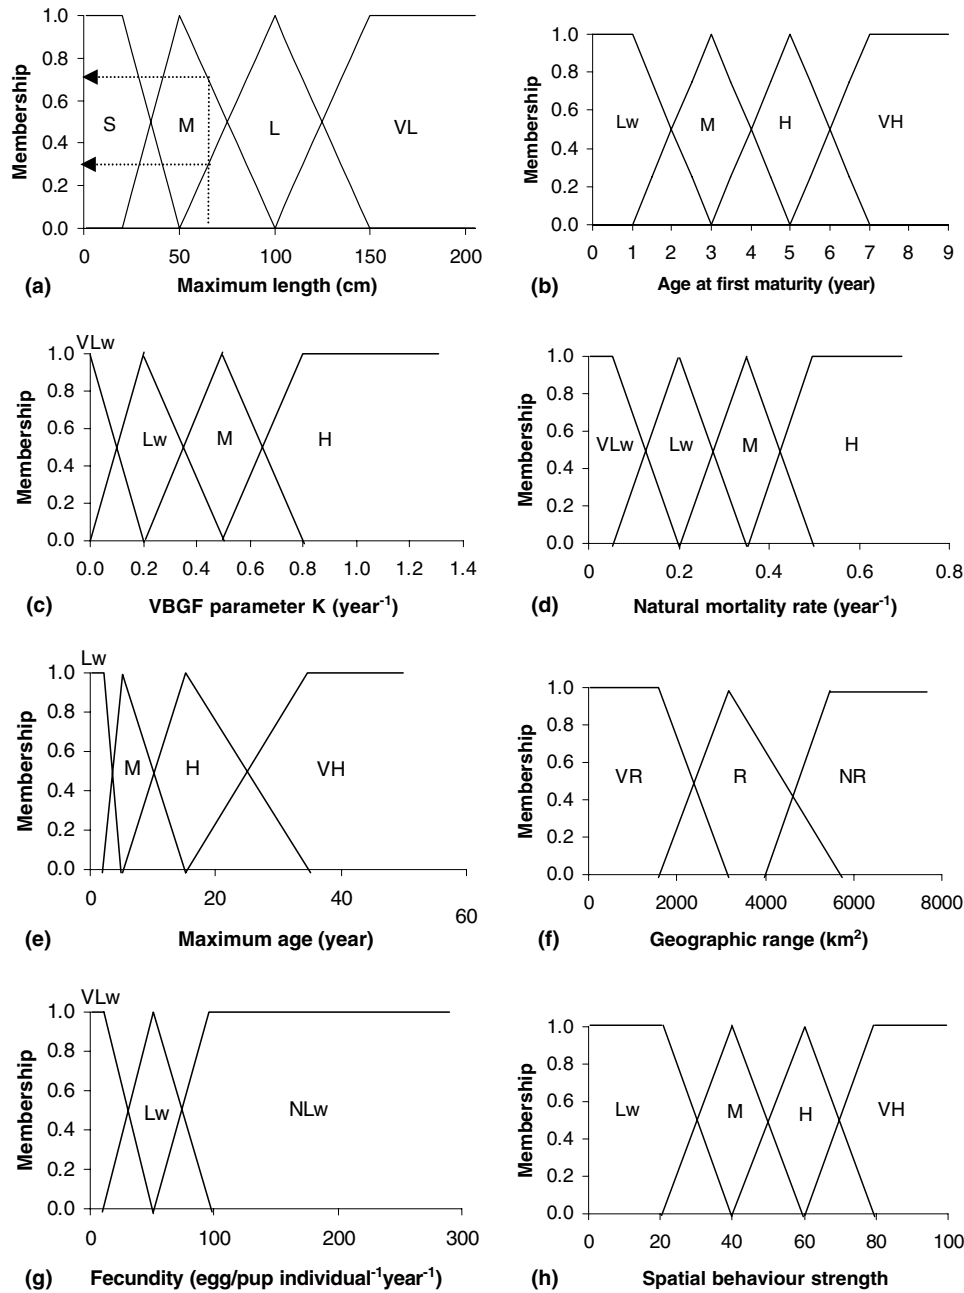 1.0
0.8
0.6
0.4
0.2
0.0
Membership
S
M
L
VL
0
50
100
150
200
(a)
Maximum length (cm)
1.0
0.8
0.6
0.4
0.2
0.0
Membership
Lw
M
H
VH
0 1 2 3 4 5 6 7 8 9
(b)
Age at first maturity (year)
VLw
1.0
0.8
0.6
0.4
0.2
0.0
Membership
Lw
M
H
0.0 0.2 0.4 0.6 0.8 1.0 1.2 1.4
(c)
VBGF parameter K (year⁻¹)
1.0
0.8
0.6
0.4
0.2
0.0
Membership
VLw
Lw
M
H
0 0.2 0.4 0.6 0.8
(d)
Natural mortality rate (year⁻¹)
Lw
1.0
0.8
0.6
0.4
0.2
0.0
Membership
M
H
VH
0 20 40 60
(e)
Maximum age (year)
1.0
0.8
0.6
0.4
0.2
0.0
Membership
VR
R
NR
0 2000 4000 6000 8000
(f)
Geographic range (km²)
VLw
1.0
0.8
0.6
0.4
0.2
0.0
Membership
Lw
NLw
0 100 200 300
(g)
Fecundity (egg/pup individual⁻¹year⁻¹)
1.0
0.8
0.6
0.4
0.2
0.0
Membership
Lw
M
H
VH
0 20 40 60 80 100
(h)
Spatial behaviour strength